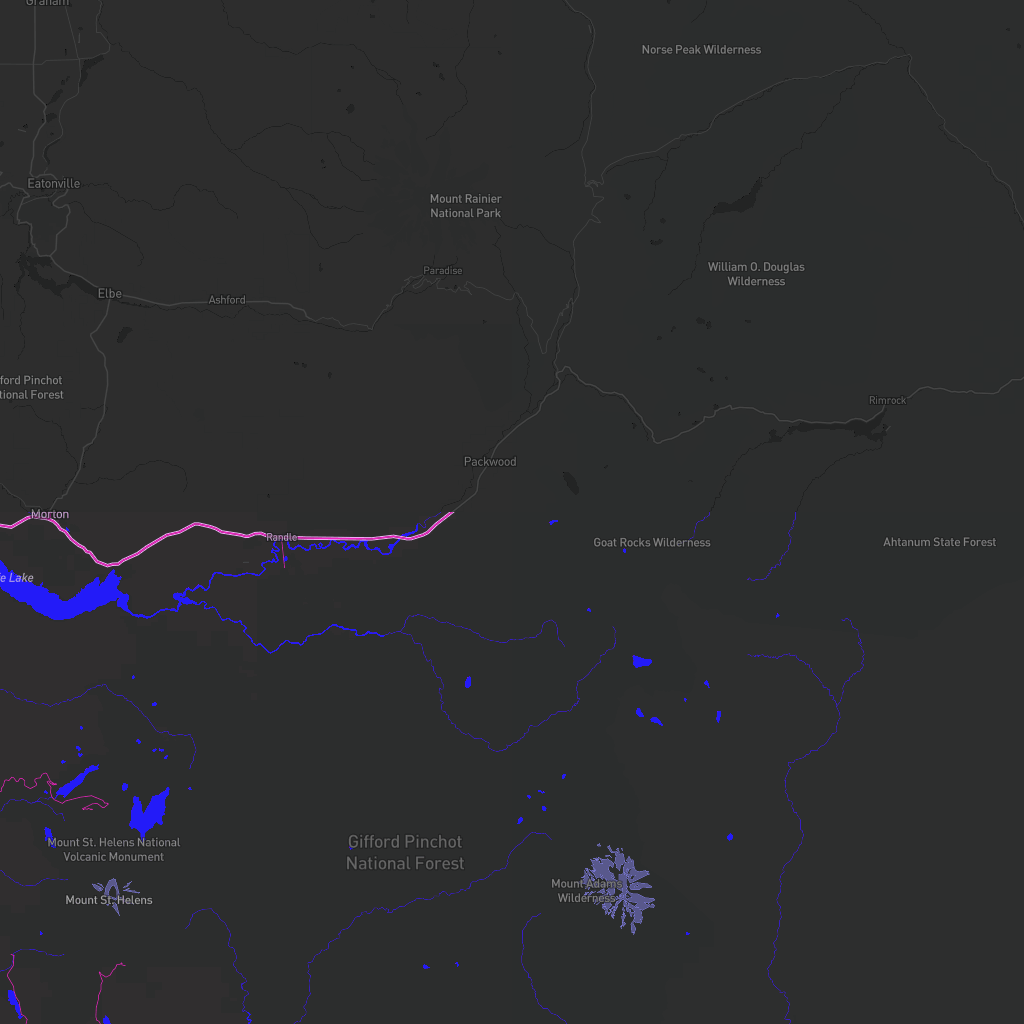 Graham
Norse Peak Wilderness
Eatonville
Mount Rainier
National Park
William O. Douglas
Wilderness
Paradise
Elbe
Ashford
ford Pinchot
tional Forest
Rimrock
Packwood
Morton
Randle
Goat Rocks Wilderness
Ahtanum State Forest
e Lake
Gifford Pinchot
National Forest
Mount St. Helens National
Volcanic Monument
Mount Adams
Wilderness
Mount St. Helens